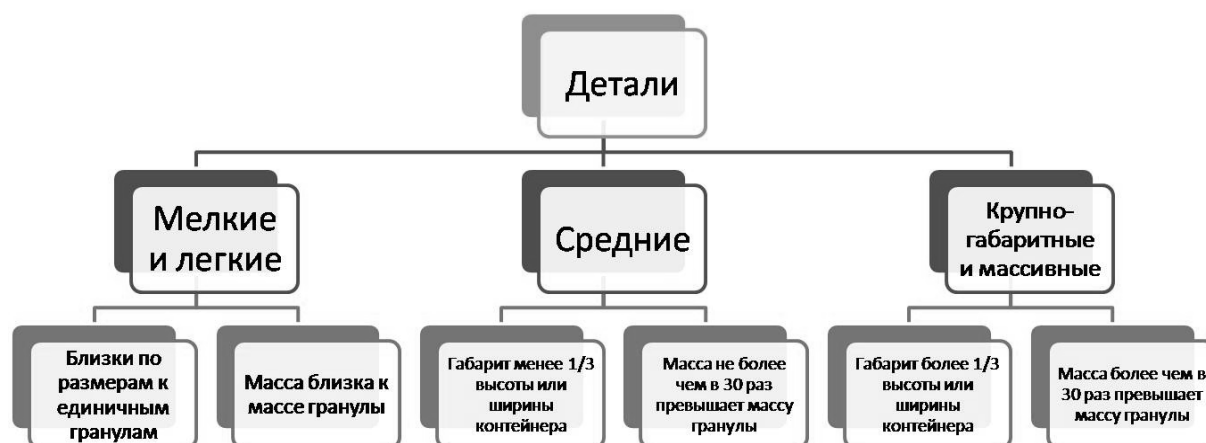 Детали
Мелкие
и легкие
Средние
Крупно-
габаритные
и массивные
Близки по
размерам к
единичным
гранулам
Масса близка к
массе гранулы
Габарит менее 1/3
высоты или
ширины
контейнера
Масса не более
чем в 30 раз
превышает массу
гранулы
Габарит более 1/3
высоты или
ширины
контейнера
Масса более чем в
30 раз превышает
массу гранулы